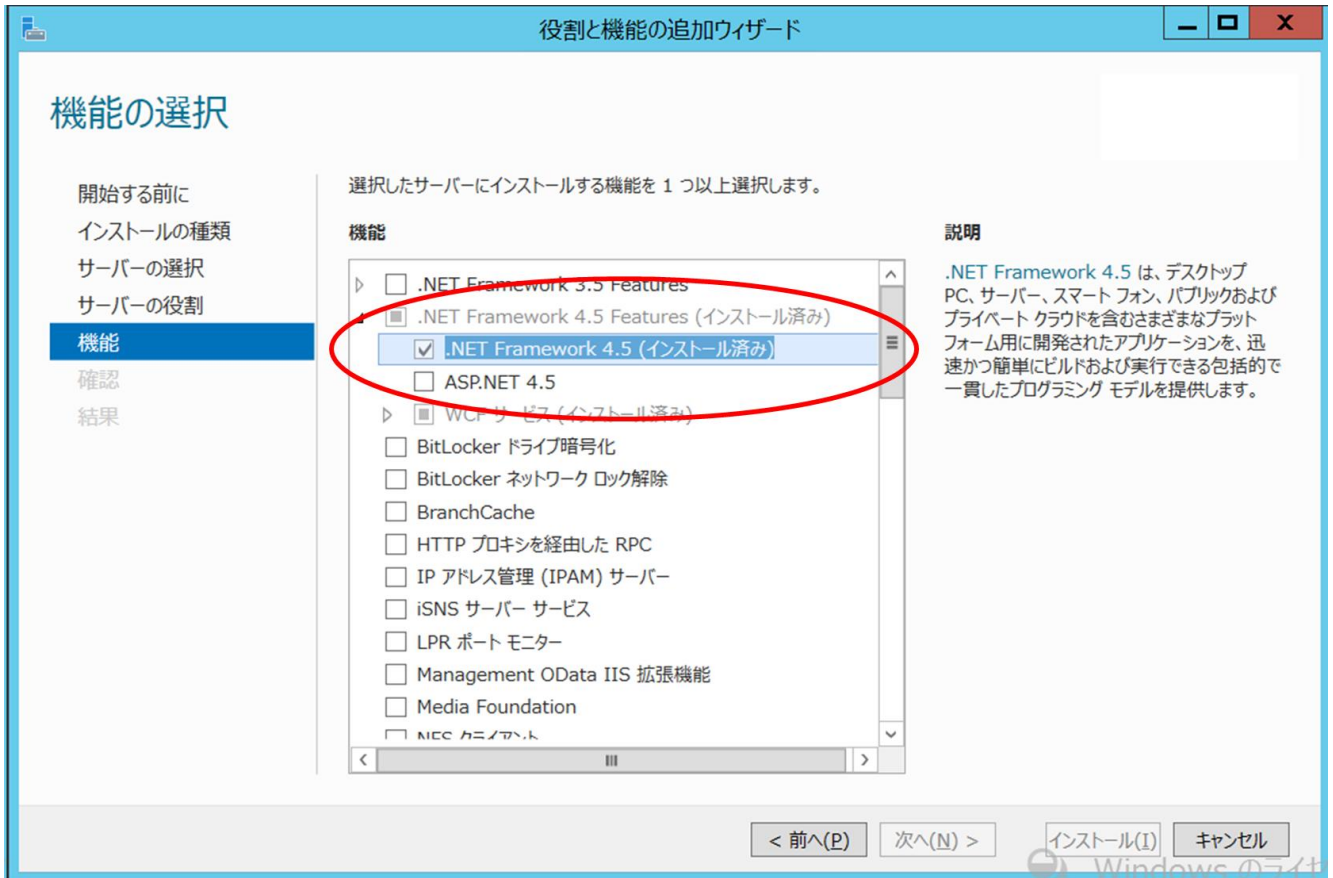 役割と機能の追加ウィザード
機能の選択
開始する前に
インストールの種類
サーバーの選択
サーバーの役割
機能
確認
結果
選択したサーバーにインストールする機能を 1 つ以上選択します。
機能
.NET Framework 3.5 Features
.NET Framework 4.5 Features (インストール済み)
.NET Framework 4.5 (インストール済み)
ASP.NET 4.5
WCF サービス (インストール済み)
BitLocker ドライブ暗号化
BitLocker ネットワーク ロック解除
BranchCache
HTTP プロキシを経由した RPC
IP アドレス管理 (IPAM) サーバー
iSNS サーバー サービス
LPR ポート モニター
Management OData IIS 拡張機能
Media Foundation
NFS クライアント
説明
.NET Framework 4.5 は、デスクトップ
PC、サーバー、スマート フォン、パブリックおよび
プライベート クラウドを含むさまざまなプラット
フォーム用に開発されたアプリケーションを、迅
速かつ簡単にビルドおよび実行できる包括的で
一貫したプログラミング モデルを提供します。
< 前へ(P)
次へ(N) >
インストール(I)
キャンセル
Windows のライセ